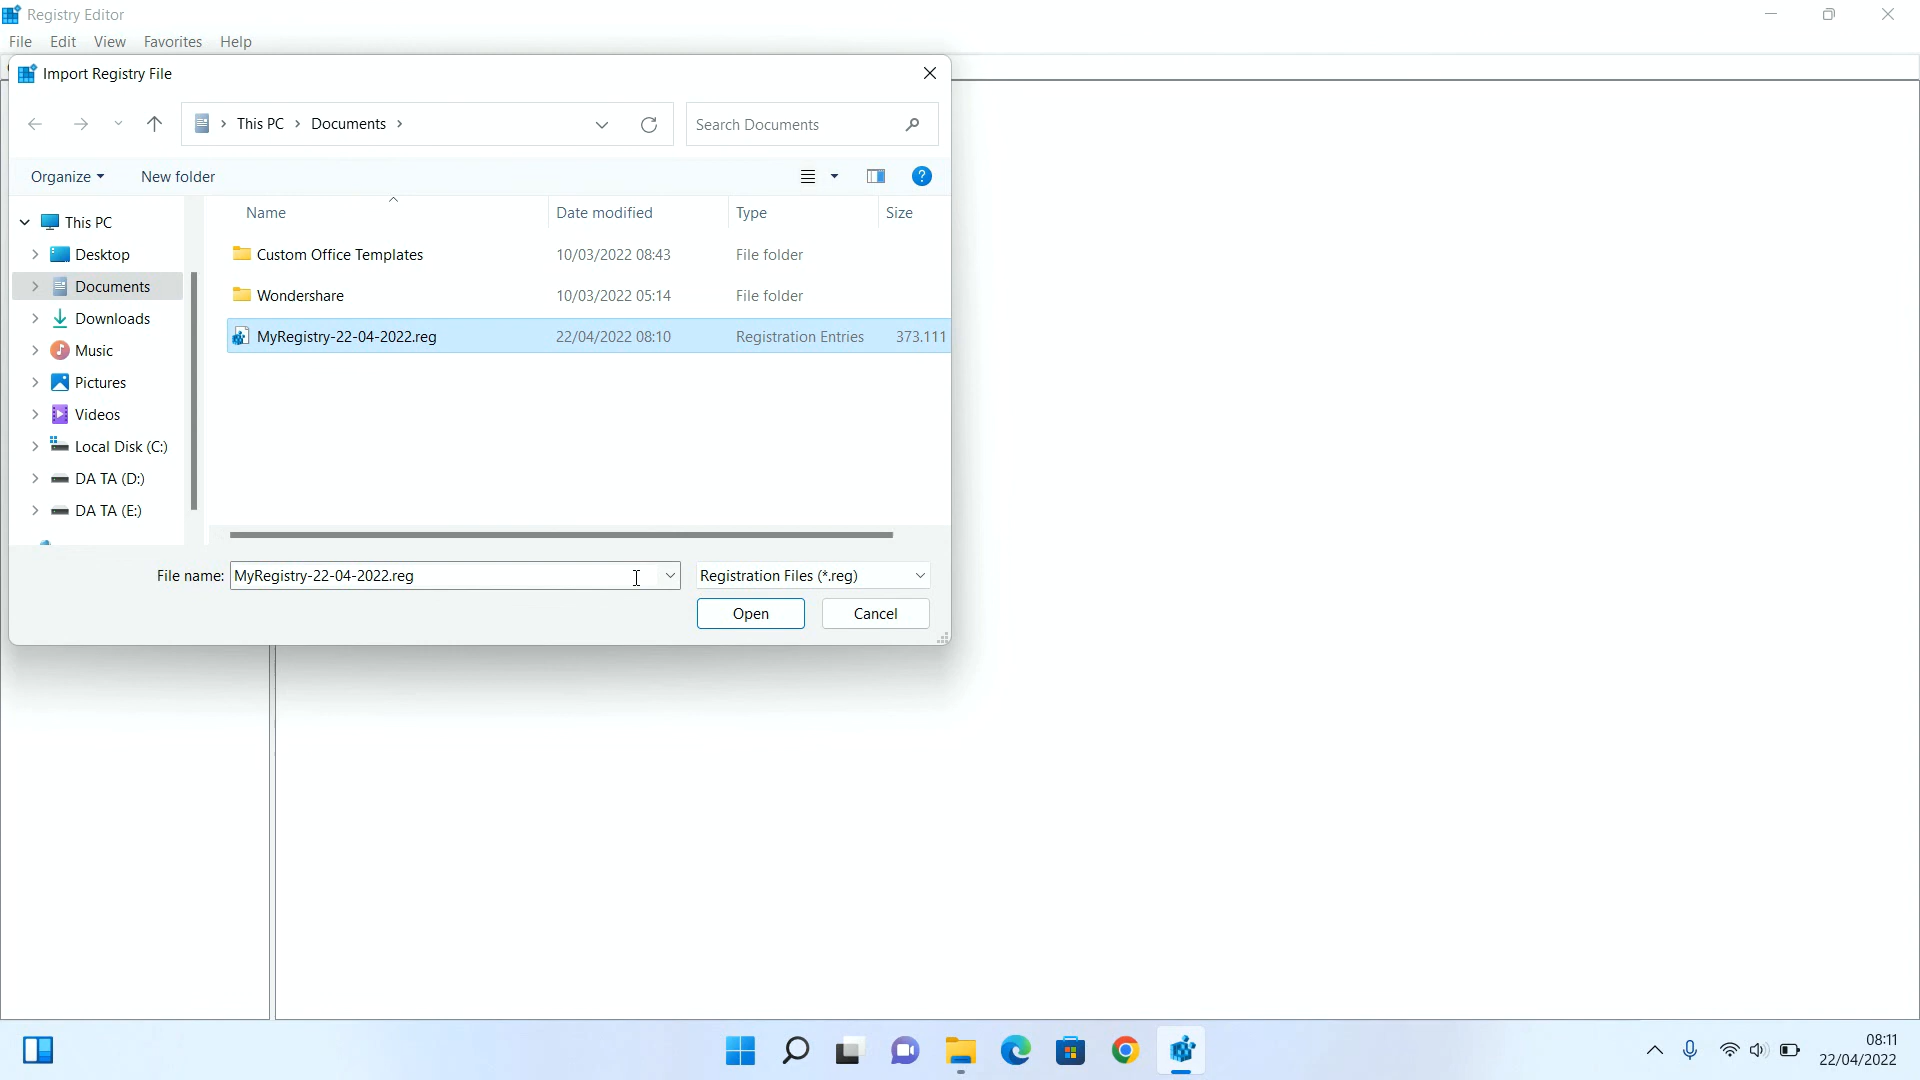 Registry Editor
File Edit View Favorites Help
Import Registry File
This PC Documents
Search Documents
Organize New folder
Name Date modified Type Size
This PC
Desktop
Documents
Downloads
Music
Pictures
Videos
Local Disk (C:)
DA TA (D:)
DA TA (E:)
Custom Office Templates 10/03/2022 08:43 File folder
Wondershare 10/03/2022 05:14 File folder
MyRegistry-22-04-2022.reg 22/04/2022 08:10 Registration Entries 373.111
File name: MyRegistry-22-04-2022.reg Registration Files (*.reg)
Open Cancel
08:11
22/04/2022